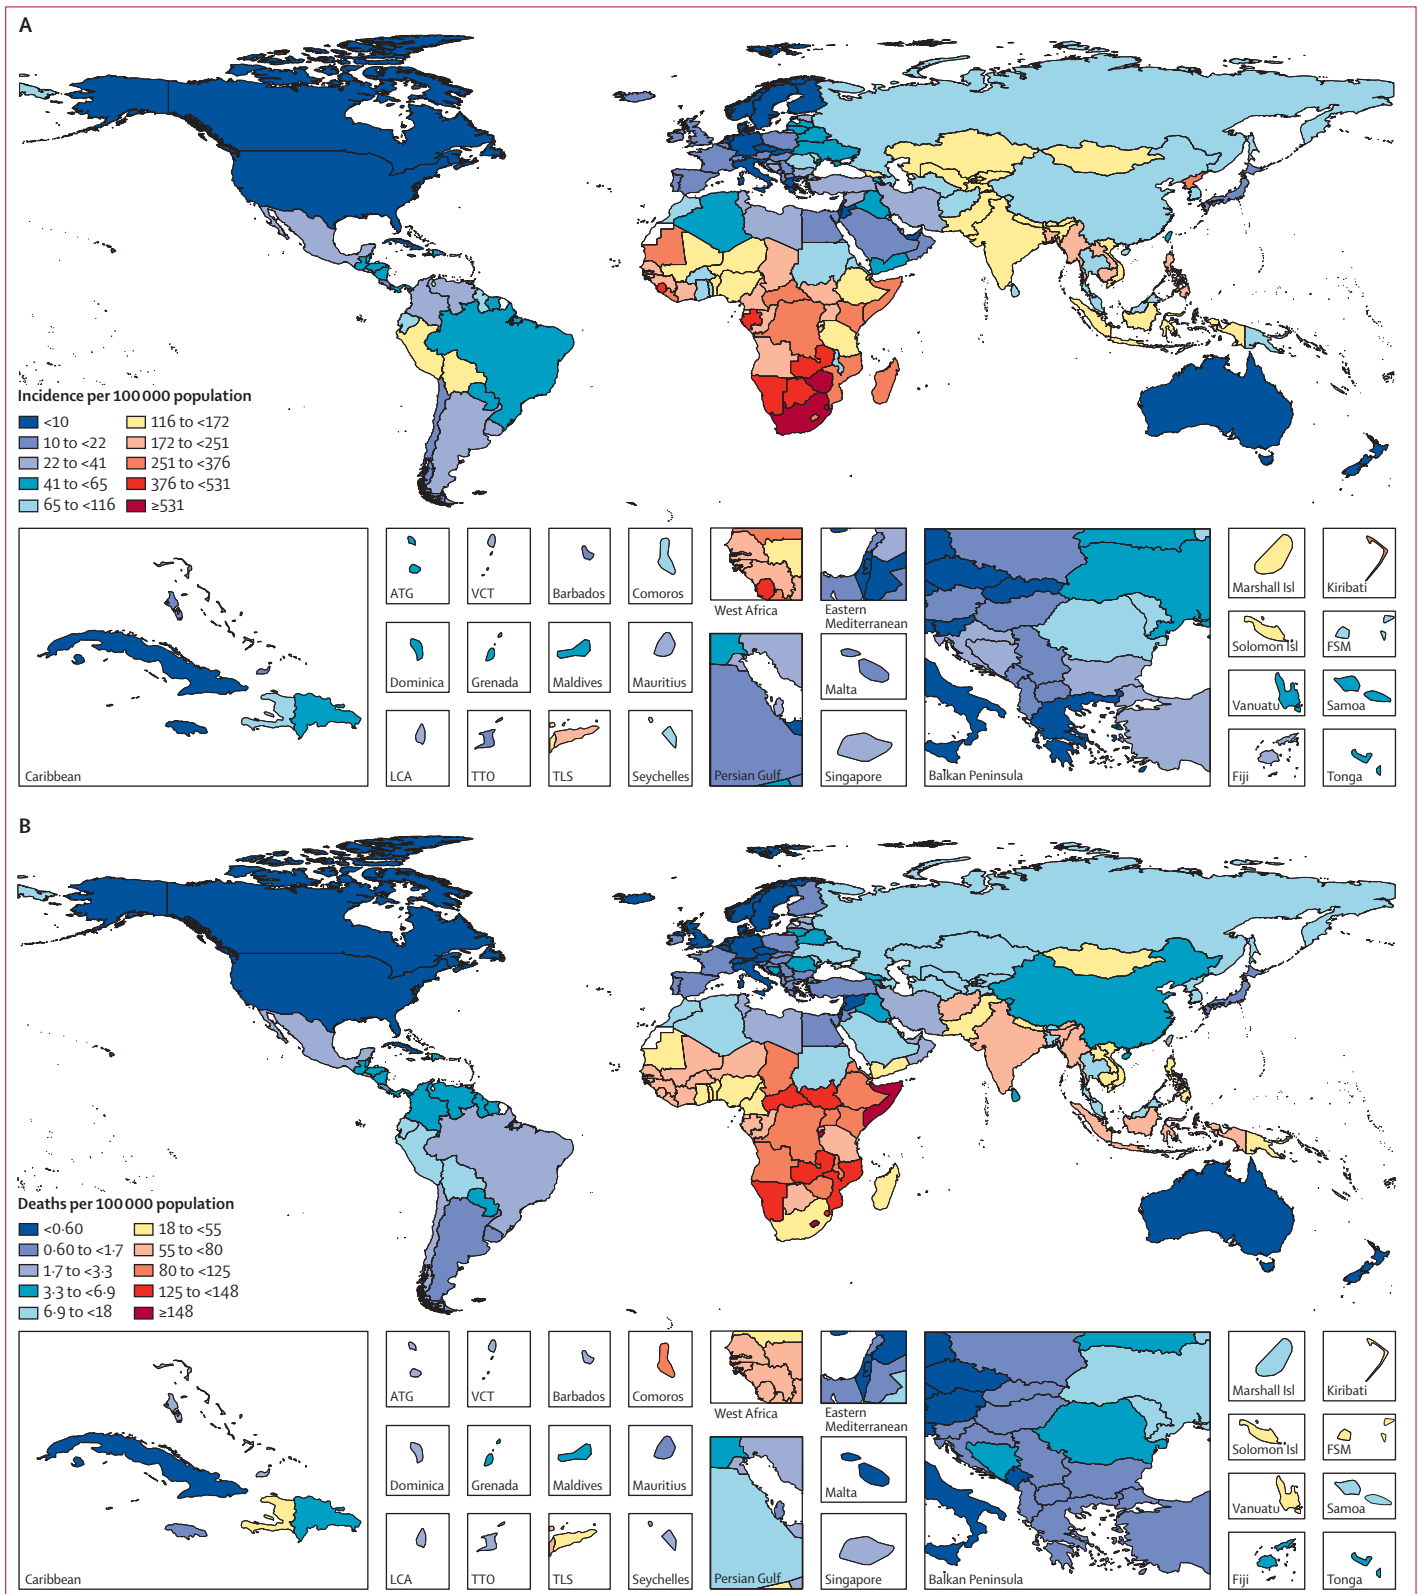 A
Incidence per 100 000 population
<10
10 to <22
22 to <41
41 to <65
65 to <116
116 to <172
172 to <251
251 to <376
376 to <531
≥531
Caribbean
ATG
VCT
Barbados
Comoros
Dominica
Grenada
Maldives
Mauritius
LCA
TTO
TLS
Seychelles
West Africa
Persian Gulf
Eastern
Mediterranean
Malta
Singapore
Balkan Peninsula
Marshall Isl
Kiribati
Solomon Isl
FSM
Vanuatu
Samoa
Fiji
Tonga
B
Deaths per 100 000 population
<0·60
0·60 to <1·7
1·7 to <3·3
3·3 to <6·9
6·9 to <18
18 to <55
55 to <80
80 to <125
125 to <148
≥148
Caribbean
ATG
VCT
Barbados
Comoros
Dominica
Grenada
Maldives
Mauritius
LCA
TTO
TLS
Seychelles
West Africa
Persian Gulf
Eastern
Mediterranean
Malta
Singapore
Balkan Peninsula
Marshall Isl
Kiribati
Solomon Isl
FSM
Vanuatu
Samoa
Fiji
Tonga